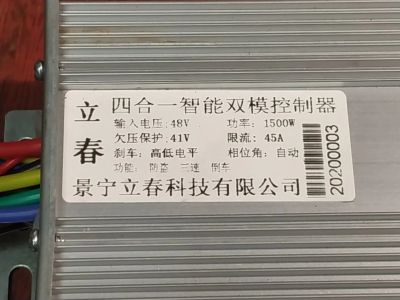 立春
四合一智能双模控制器
输入电压: 48V 功率: 1500W
欠压保护: 41V 限流: 45A
刹车: 高低电平 相位角: 自动
功能: 防盗 三速 倒车
景宁立春科技有限公司
20200003